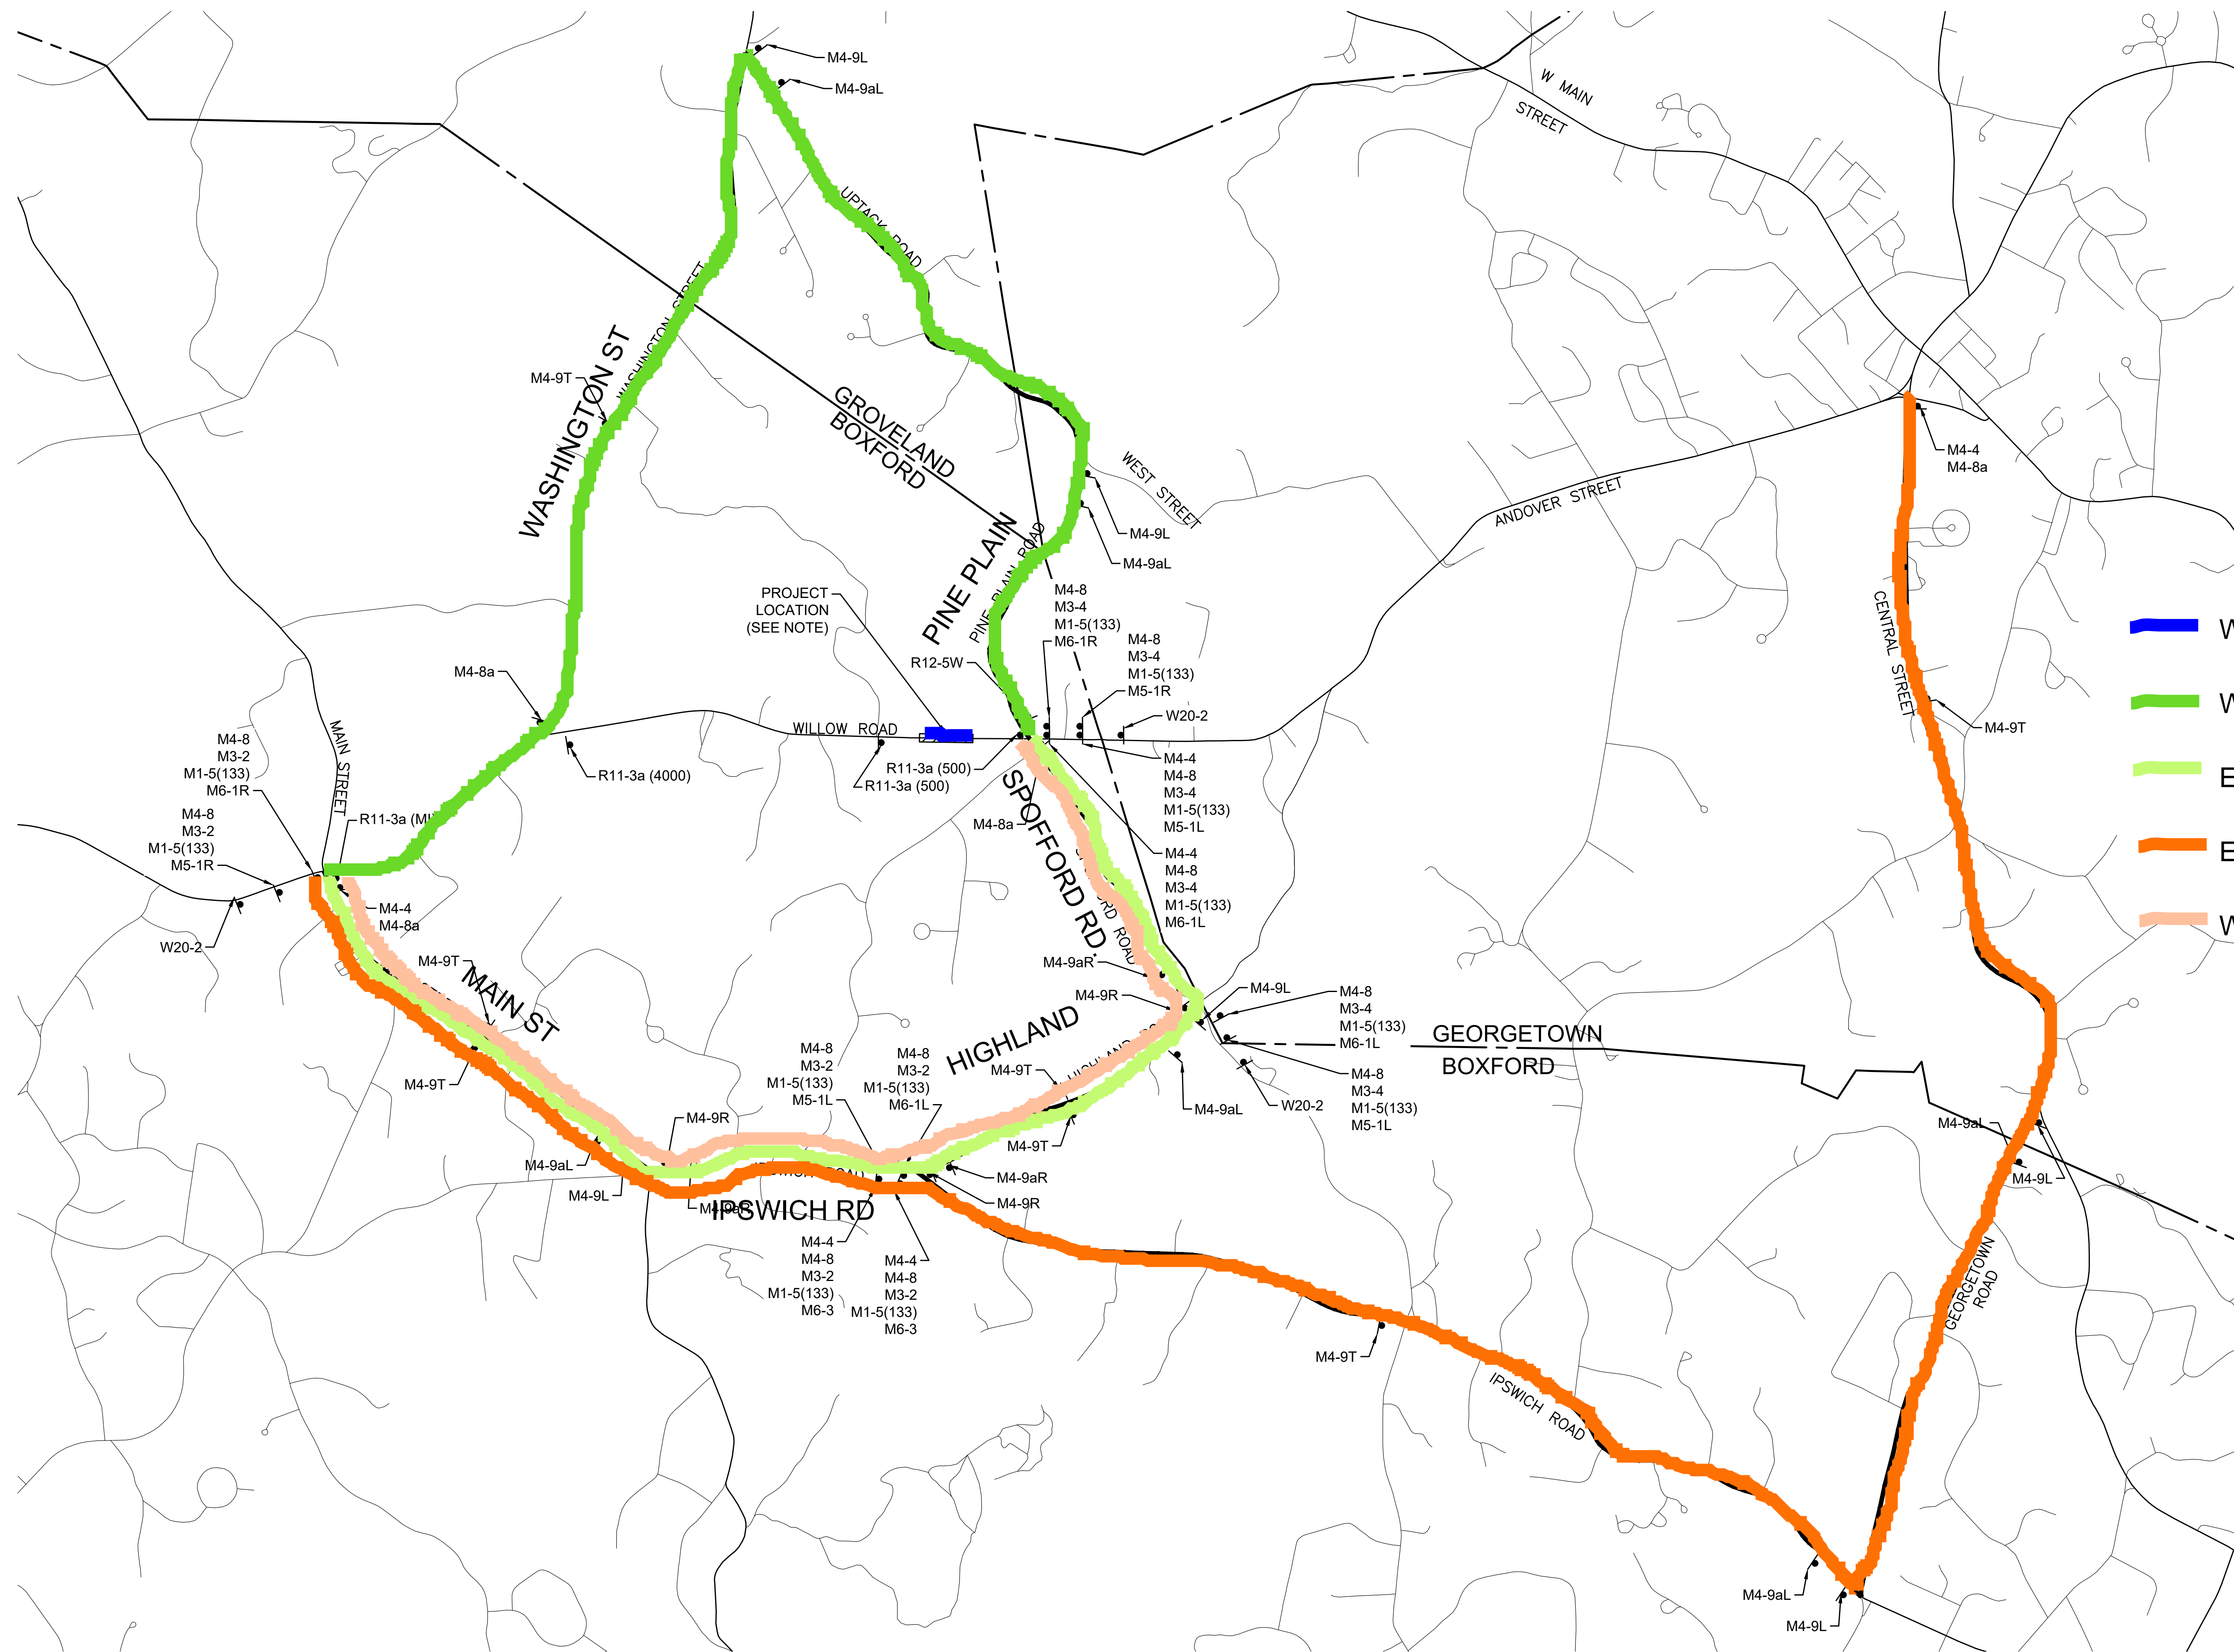 M4-9L
M4-9aL
W MAIN
STREET
UPTACK ROAD
WASHINGTON STREET
WASHINGTON ST
M4-9T
GROVELAND
BOXFORD
WEST STREET
ANDOVER STREET
M4-4
M4-8a
M4-9L
M4-9aL
PINE PLAIN
PINE PLAIN ROAD
PROJECT
LOCATION
(SEE NOTE)
M4-8
M3-4
M1-5(133)
M6-1R
M4-8
M3-4
M1-5(133)
M5-1R
R12-5W
W20-2
CENTRAL STREET
M4-9T
W
W
E
E
W
M4-8a
WILLOW ROAD
R11-3a (4000)
R11-3a (500)
R11-3a (500)
M4-8
M3-2
M1-5(133)
M6-1R
M4-8
M3-2
M1-5(133)
M5-1R
MAIN STREET
R11-3a (MI
W20-2
M4-4
M4-8a
M4-4
M4-8
M3-4
M1-5(133)
M5-1L
M4-8a
SPOFFORD RD.
M4-4
M4-8
M3-4
M1-5(133)
M6-1L
M4-9aR
M4-9R
M4-9L
M4-8
M3-4
M1-5(133)
M6-1L
GEORGETOWN
BOXFORD
M4-8
M3-4
M1-5(133)
M5-1L
W20-2
M4-9aL
M4-9T
MAIN ST
M4-9T
HIGHLAND
HIGHLAND
M4-9T
M4-9T
M4-8
M3-2
M1-5(133)
M5-1L
M4-8
M3-2
M1-5(133)
M6-1L
M4-9R
M4-9aL
M4-9L
M4-9aR
IPSWICH ROAD
IPSWICH RD
M4-9aR
M4-9R
M4-4
M4-8
M3-2
M1-5(133)
M6-3
M4-4
M4-8
M3-2
M1-5(133)
M6-3
M4-9aL
M4-9L
GEORGETOWN
ROAD
M4-9T
IPSWICH ROAD
M4-9aL
M4-9L